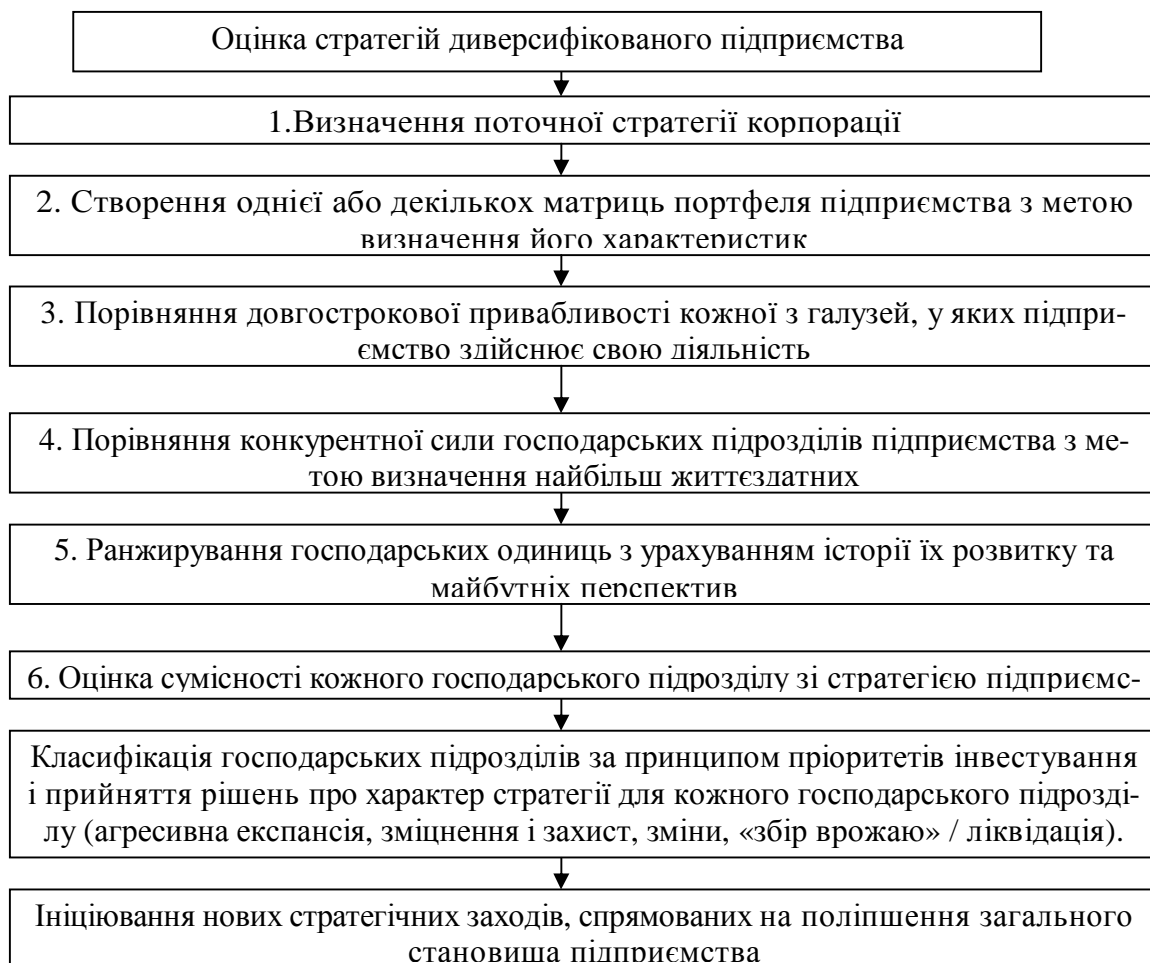 Оцінка стратегій диверсифікованого підприємства
1.Визначення поточної стратегії корпорації
2. Створення однієї або декількох матриць портфеля підприємства з метою
визначення його характеристик
3. Порівняння довгострокової привабливості кожної з галузей, у яких підпри-
ємство здійснює свою діяльність
4. Порівняння конкурентної сили господарських підрозділів підприємства з ме-
тою визначення найбільш життєздатних
5. Ранжирування господарських одиниць з урахуванням історії їх розвитку та
майбутніх перспектив
6. Оцінка сумісності кожного господарського підрозділу зі стратегією підприємс-
Класифікація господарських підрозділів за принципом пріоритетів інвестування
і прийняття рішень про характер стратегії для кожного господарського підрозді-
лу (агресивна експансія, зміцнення і захист, зміни, «збір врожаю» / ліквідація).
Ініціювання нових стратегічних заходів, спрямованих на поліпшення загального
становища підприємства